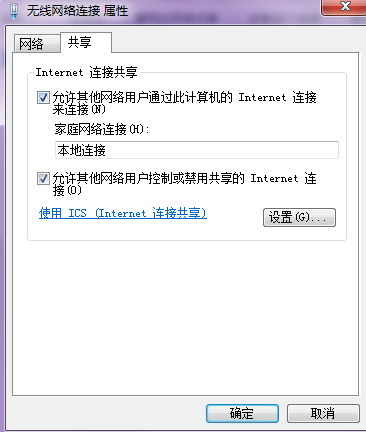 无线网络连接 属性
网络
共享
Internet 连接共享
允许其他网络用户通过此计算机的 Internet 连接
来连接(N)
家庭网络连接(H):
本地连接
允许其他网络用户控制或禁用共享的 Internet 连
接(O)
使用 ICS (Internet 连接共享)
设置(G)...
确定
取消